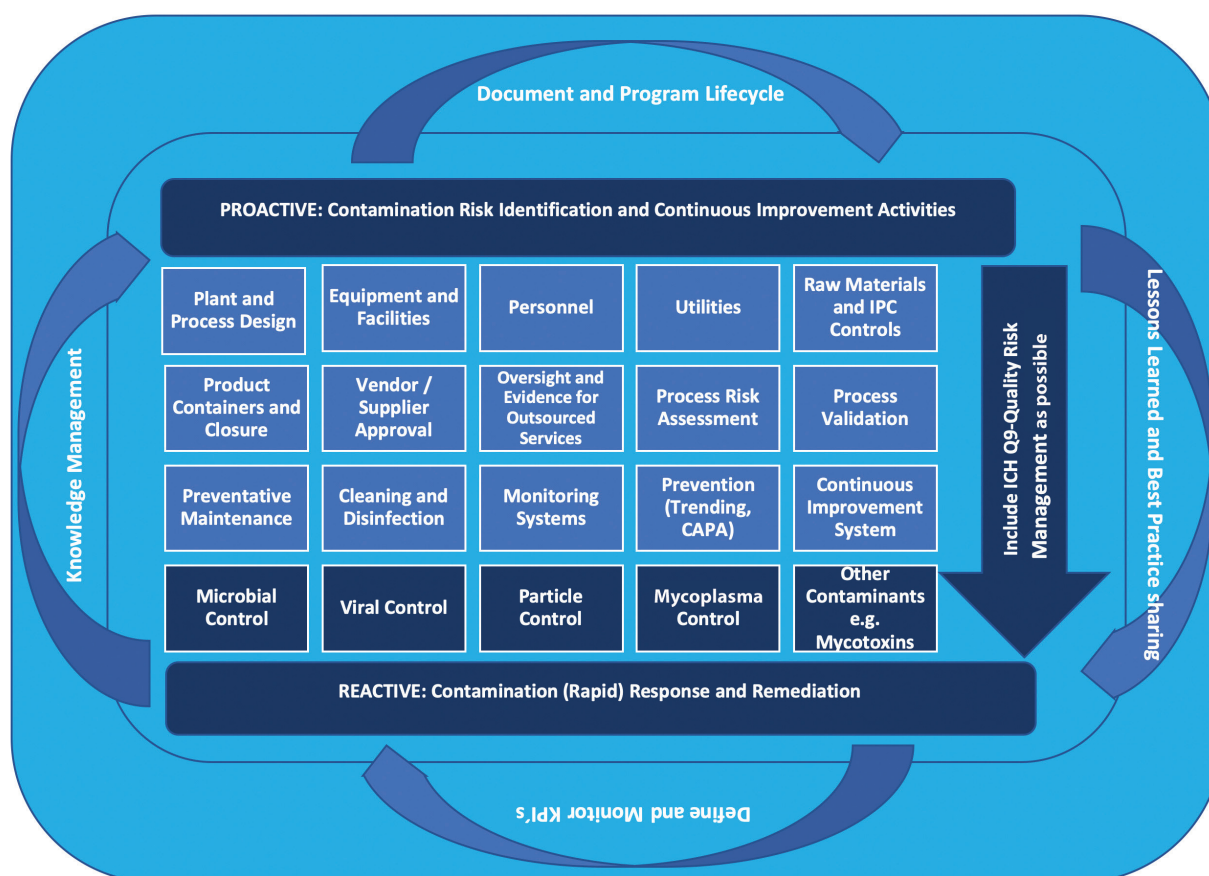 Document and Program Lifecycle
PROACTIVE: Contamination Risk Identification and Continuous Improvement Activities
Plant and
Process Design
Equipment and
Facilities
Personnel
Utilities
Raw Materials
and IPC
Controls
Product
Containers and
Closure
Vendor /
Supplier
Approval
Oversight and
Evidence for
Outsourced
Services
Process Risk
Assessment
Process
Validation
Preventative
Maintenance
Cleaning and
Disinfection
Monitoring
Systems
Prevention
(Trending,
CAPA)
Continuous
Improvement
System
Microbial
Control
Viral Control
Particle
Control
Mycoplasma
Control
Other
Contaminants
e.g.
Mycotoxins
REACTIVE: Contamination (Rapid) Response and Remediation
Include ICH Q9-Quality Risk
Management as possible
Lessons Learned and Best Practice sharing
Define and Monitor KPI´s
Knowledge Management